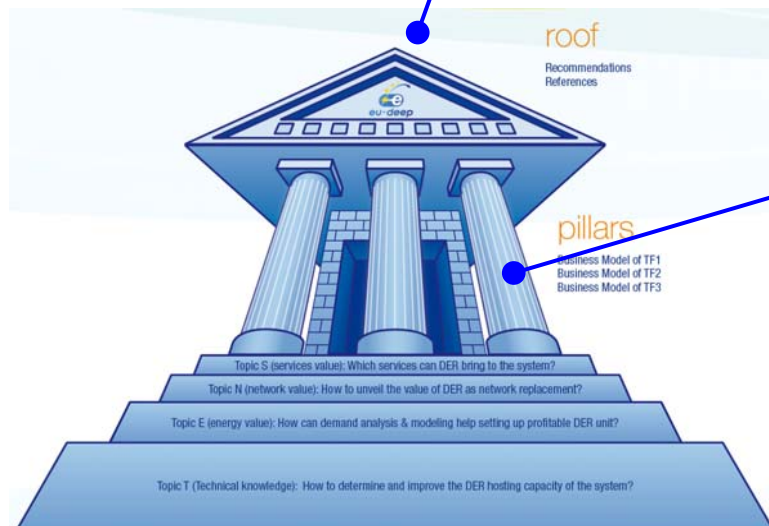 roof
Recommendations
References
eu-deep
pillars
Business Model of TF1
Business Model of TF2
Business Model of TF3
Topic S (services value): Which services can DER bring to the system?
Topic N (network value): How to unveil the value of DER as network replacement?
Topic E (energy value): How can demand analysis & modeling help setting up profitable DER unit?
Topic T (Technical knowledge): How to determine and improve the DER hosting capacity of the system?